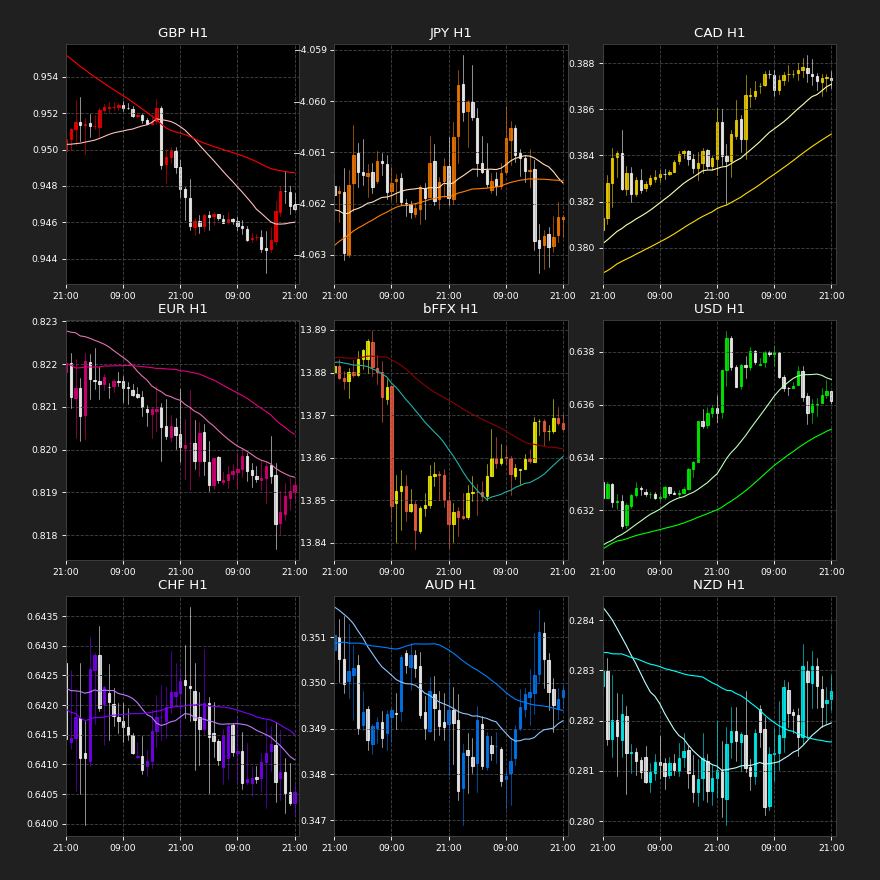 GBP H1
0.954
0.952
0.950
0.948
0.946
0.944
21:00 09:00 21:00 09:00 21:00
JPY H1
-4.059
-4.060
-4.061
-4.062
-4.063
21:00 09:00 21:00 09:00 21:00
CAD H1
0.388
0.386
0.384
0.382
0.380
21:00 09:00 21:00 09:00 21:00
EUR H1
0.823
0.822
0.821
0.820
0.819
0.818
21:00 09:00 21:00 09:00 21:00
bFFX H1
13.89
13.88
13.87
13.86
13.85
13.84
21:00 09:00 21:00 09:00 21:00
USD H1
0.638
0.636
0.634
0.632
21:00 09:00 21:00 09:00 21:00
CHF H1
0.6435
0.6430
0.6425
0.6420
0.6415
0.6410
0.6405
0.6400
21:00 09:00 21:00 09:00 21:00
AUD H1
0.351
0.350
0.349
0.348
0.347
21:00 09:00 21:00 09:00 21:00
NZD H1
0.284
0.283
0.282
0.281
0.280
21:00 09:00 21:00 09:00 21:00